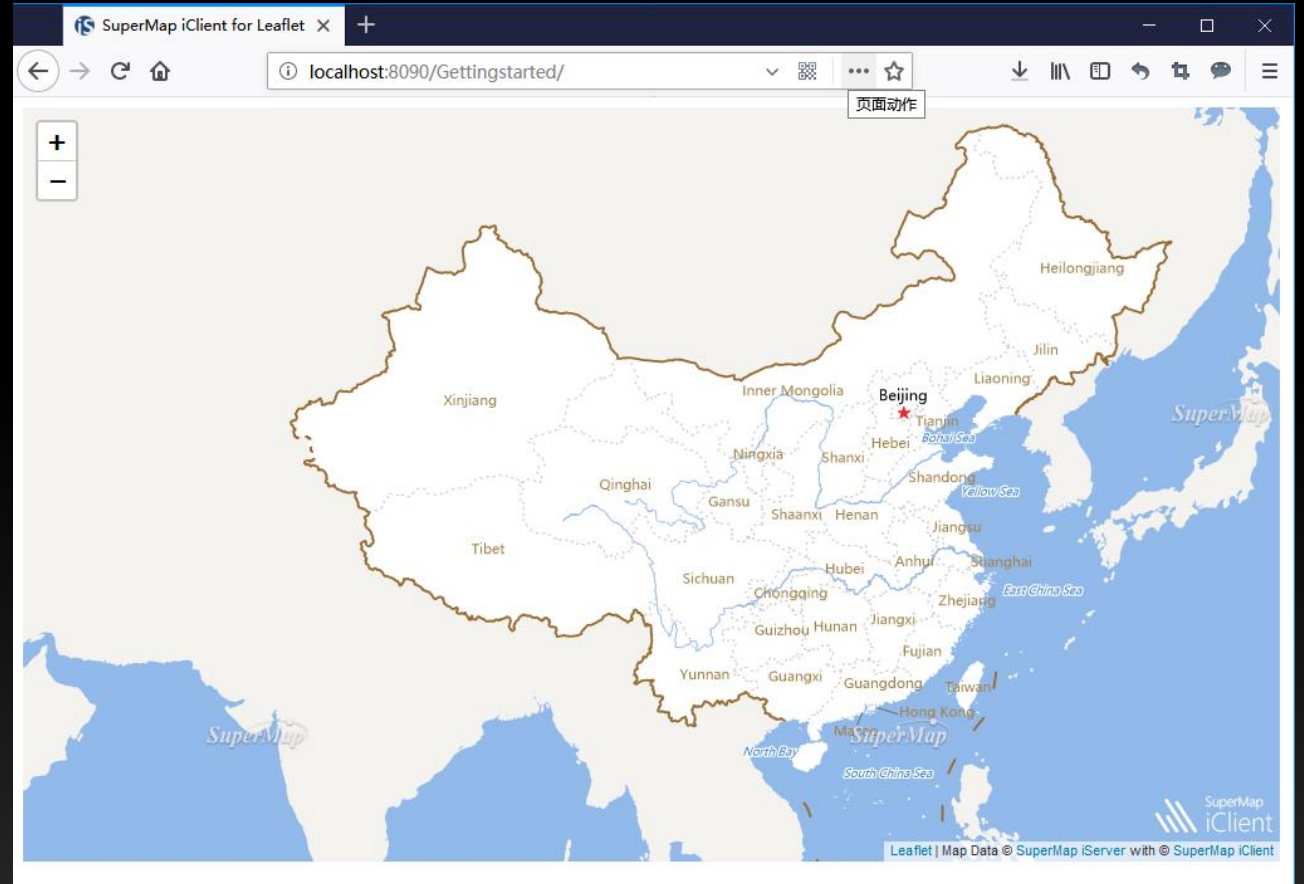 SuperMap iClient for Leaflet
localhost:8090/Gettingstarted/
页面动作
+
−
Heilongjiang
Jilin
Liaoning
Inner Mongolia
Beijing
Xinjiang
Tianjin
Hebei
Bohai Sea
Ningxia
Shanxi
Qinghai
Shandong
Yellow Sea
Gansu
Shaanxi
Henan
Jiangsu
Tibet
Hubei
Anhui
Shanghai
Sichuan
Chongqing
East China Sea
Zhejiang
Guizhou
Hunan
Jiangxi
Fujian
Yunnan
Guangxi
Guangdong
Taiwan
Hong Kong
North Bay
South China Sea
SuperMap
SuperMap
SuperMap
SuperMap
iClient
Leaflet | Map Data © SuperMap iServer with © SuperMap iClient